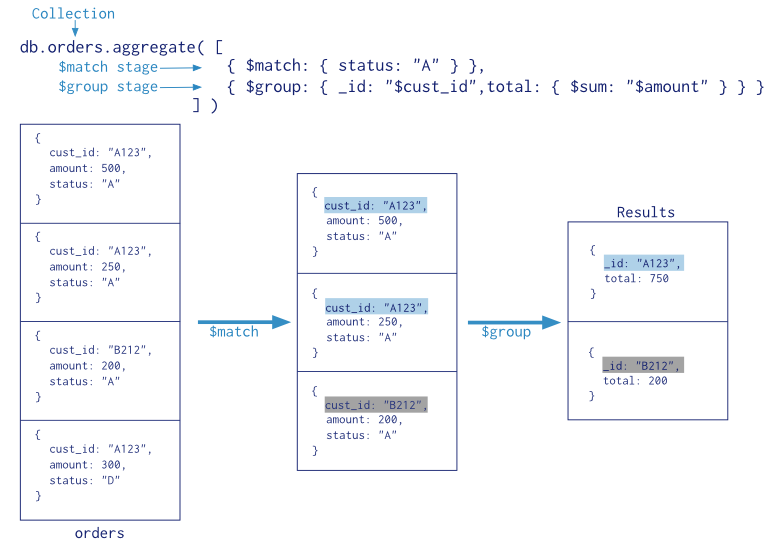 Collection
db.orders.aggregate( [
$match stage { $match: { status: "A" } },
$group stage { $group: { _id: "$cust_id",total: { $sum: "$amount" } } }
] )
{
cust_id: "A123",
amount: 500,
status: "A"
}
{
cust_id: "A123",
amount: 250,
status: "A"
}
{
cust_id: "B212",
amount: 200,
status: "A"
}
{
cust_id: "A123",
amount: 300,
status: "D"
}
orders
$match
{
cust_id: "A123",
amount: 500,
status: "A"
}
{
cust_id: "A123",
amount: 250,
status: "A"
}
{
cust_id: "B212",
amount: 200,
status: "A"
}
$group
Results
{
_id: "A123",
total: 750
}
{
_id: "B212",
total: 200
}